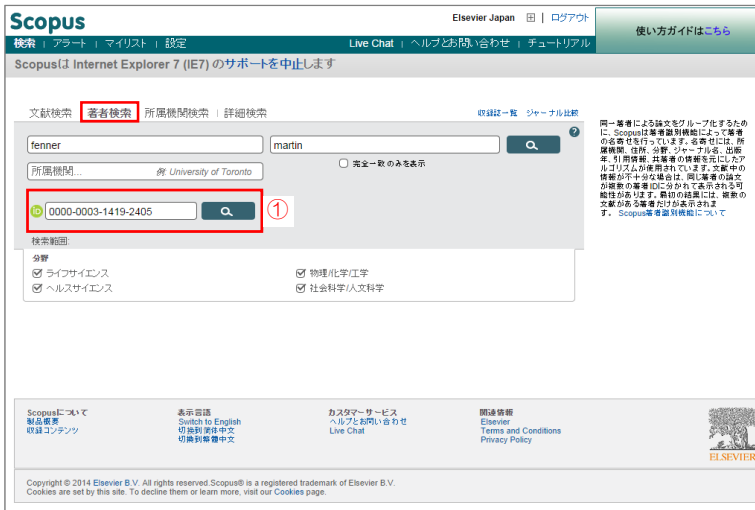 Scopus
Elsevier Japan ログアウト
使い方ガイドはこちら
検索 アラート マイリスト 設定
Live Chat ヘルプとお問い合わせ チュートリアル
Scopusは Internet Explorer 7 (IE7) のサポートを中止します
文献検索 著者検索 所属機関検索 詳細検索
収録誌一覧 ジャーナル比較
fenner martin
?
所属機関... 例 University of Toronto
完全一致のみを表示
iD 0000-0003-1419-2405 ①
検索範囲:
分野
ライフサイエンス 物理/化学/工学
ヘルスサイエンス 社会科学/人文科学
同一著者による論文をグループ化するため
に、Scopusは著者識別機能によって著者
の名寄せを行っています。名寄せには、所
属機関、住所、分野、ジャーナル名、出版
年、引用情報、共著者の情報を元にしたア
ルゴリズムが使用されています。文献中の
情報が不十分な場合は、同じ著者の論文
が複数の著者IDに分かれて表示される可
能性があります。最初の結果には、複数の
文献がある著者だけが表示されま
す。 Scopus著者識別機能について
Scopusについて
製品概要
収録コンテンツ
表示言語
Switch to English
切换到简体中文
切換到繁體中文
カスタマーサービス
ヘルプとお問い合わせ
Live Chat
関連情報
Elsevier
Terms and Conditions
Privacy Policy
ELSEVIER
Copyright © 2014 Elsevier B.V. All rights reserved.Scopus® is a registered trademark of Elsevier B.V.
Cookies are set by this site. To decline them or learn more, visit our Cookies page.